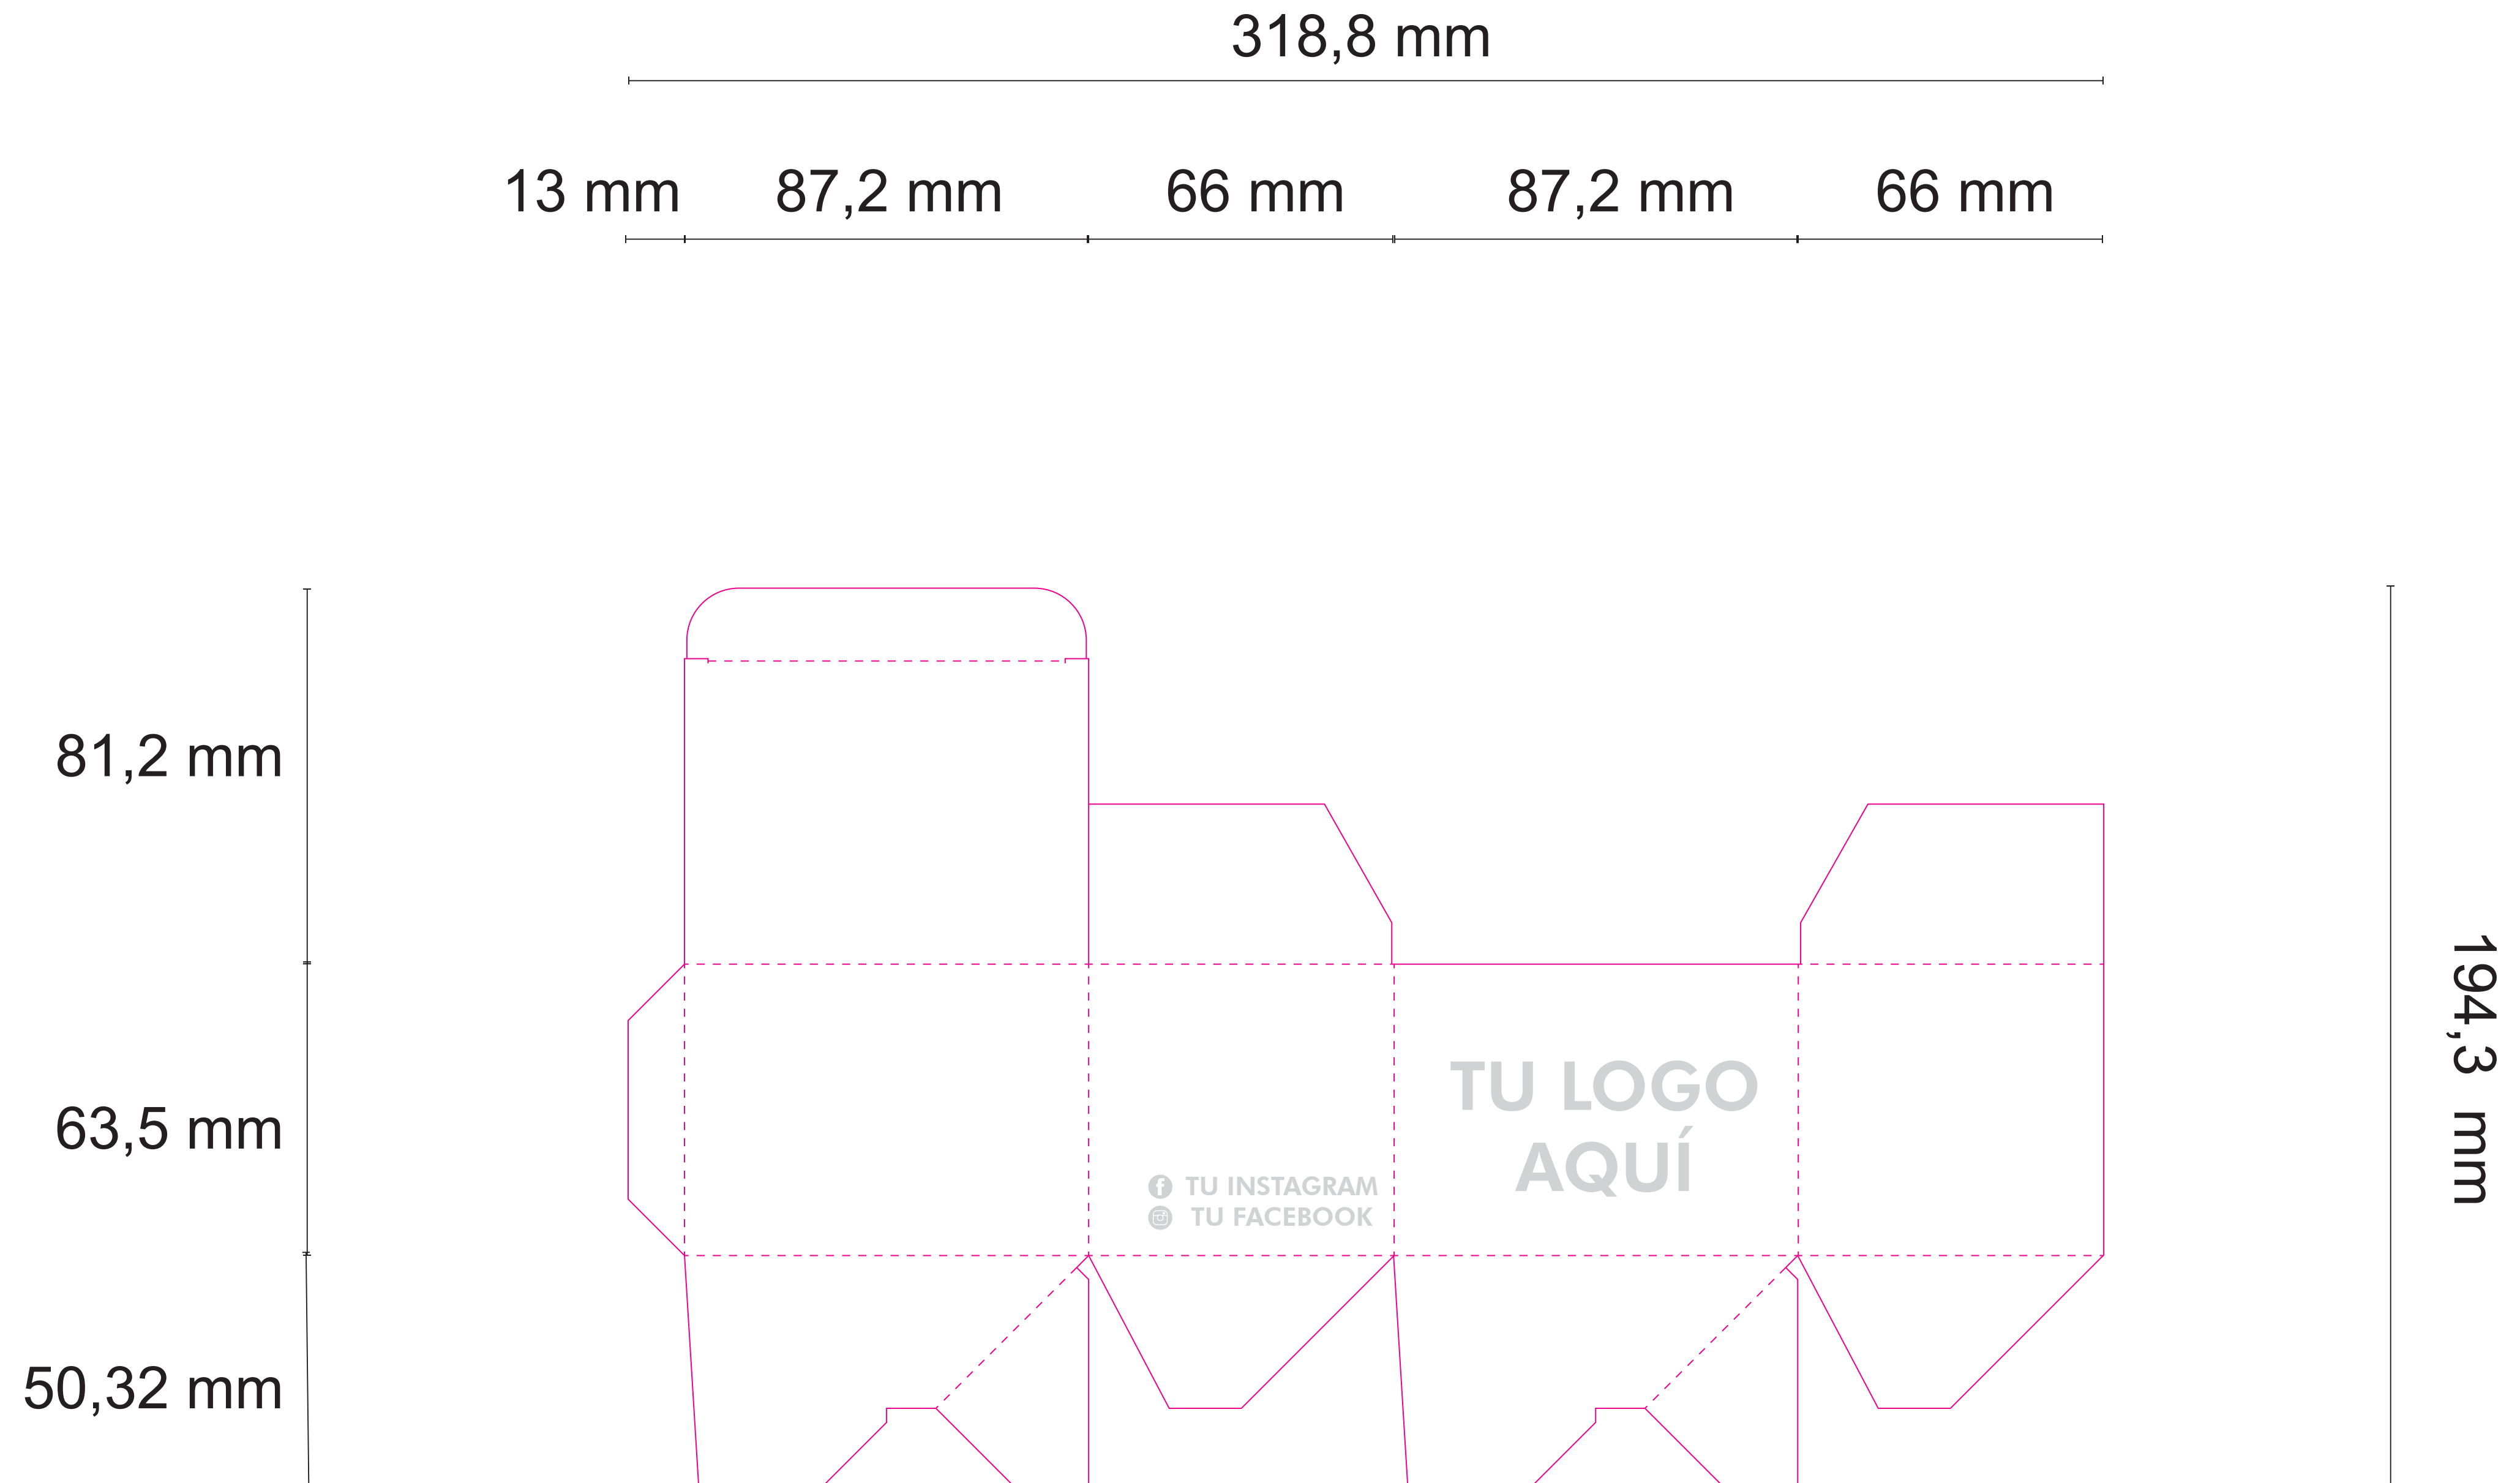 318,8 mm
13 mm 87,2 mm 66 mm 87,2 mm 66 mm
81,2 mm
194,3 mm
63,5 mm
TU LOGO
AQUÍ
TU INSTAGRAM
TU FACEBOOK
50,32 mm